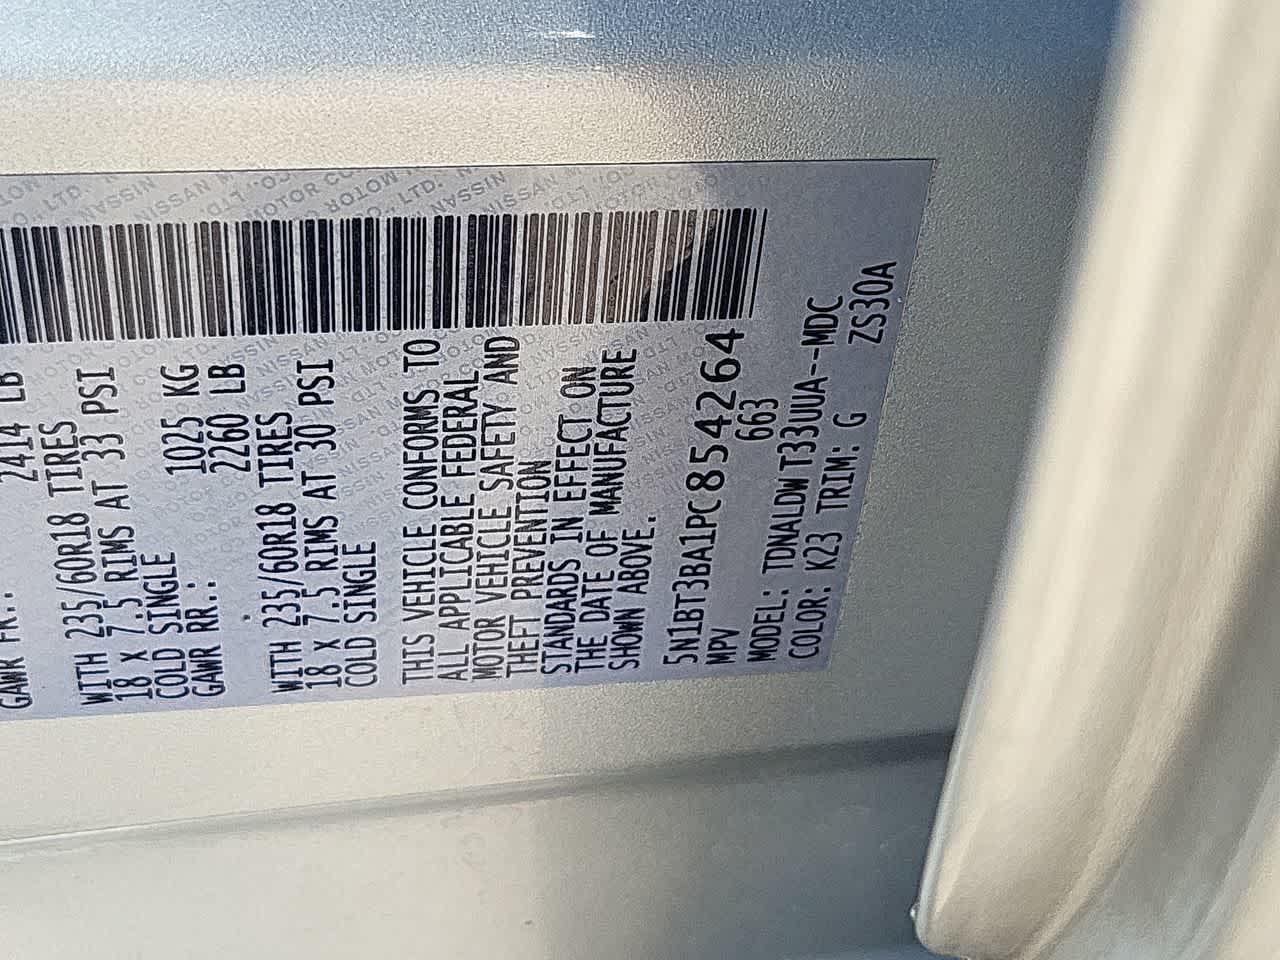 GAWR FR.: 2414 LB
WITH 235/60R18 TIRES
18 X 7.5 RIMS AT 33 PSI
COLD SINGLE
GAWR RR.: 1025 KG
2260 LB
WITH 235/60R18 TIRES
18 X 7.5 RIMS AT 30 PSI
COLD SINGLE
THIS VEHICLE CONFORMS TO
ALL APPLICABLE FEDERAL
MOTOR VEHICLE SAFETY AND
THEFT PREVENTION
STANDARDS IN EFFECT ON
THE DATE OF MANUFACTURE
SHOWN ABOVE.
5N1BT3BA1PC854264
MPV 663
MODEL: TDNALDW T33UUA--MDC
COLOR: K23 TRIM: G ZS30A